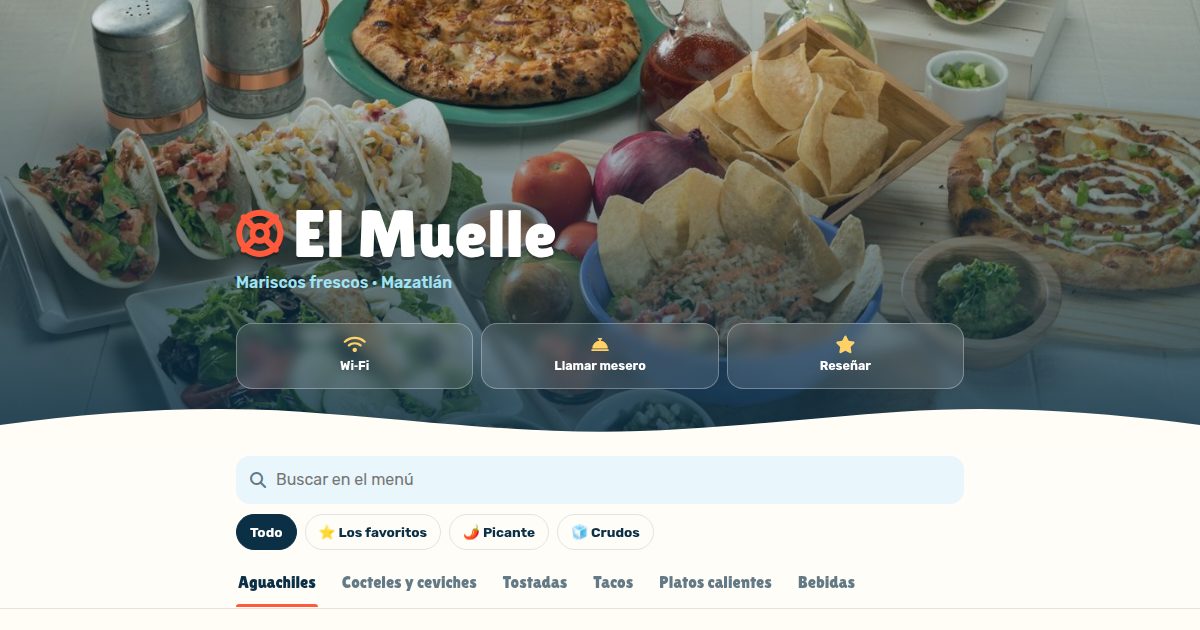 El Muelle
Mariscos frescos • Mazatlán
Wi-Fi
Llamar mesero
Reseñar
Buscar en el menú
Todo
⭐ Los favoritos
🌶️ Picante
🧊 Crudos
Aguachiles
Cocteles y ceviches
Tostadas
Tacos
Platos calientes
Bebidas